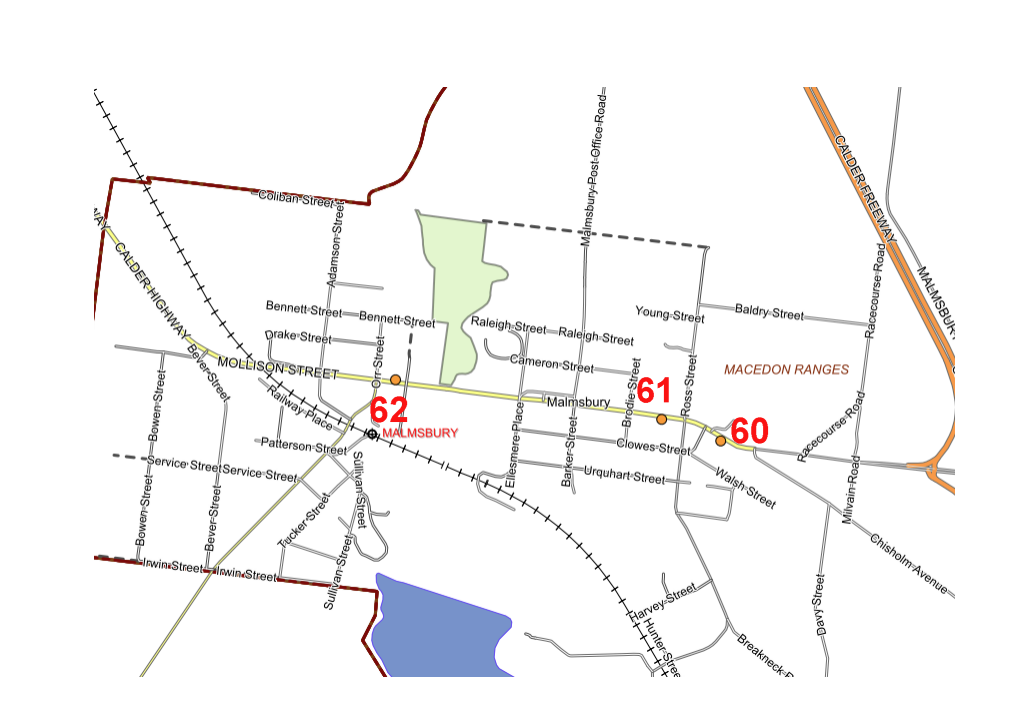 Malmsbury-Post-Office-Road
CALDER FREEWAY
Coliban Street
Adamson-Street
WAY
CALDER-HIGHWAY
Racecourse-Road
MALMSBURY
Bennett-Street
Bennett-Street
Young-Street
Baldry-Street
Raleigh-Street
Raleigh-Street
Drake-Street
Cameron-Street
Orr-Street
Bever-Street
MOLLISON STREET
MACEDON RANGES
Bowen-Street
Railway Place
62
MALMSBURY
Malmsbury
61
Brodie-Street
Ross-Street
60
Racecourse-Road
Ellesmere-Place
Barker-Street
Clowes-Street
Patterson-Street
Service-Street
Service-Street
Sullivan-Street
Urquhart-Street
Walsh-Street
Milvain-Road
Bowen-Street
Bever-Street
Tucker-Street
Chisholm-Avenue
Irwin-Street
Irwin-Street
Sullivan-Street
Harvey-Street
Hunter-Stree
Davy-Street
Breakneck-